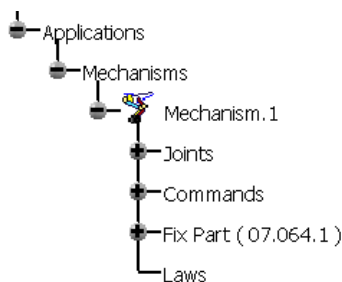 Applications
Mechanisms
Mechanism.1
Joints
Commands
Fix Part ( 07.064.1 )
Laws